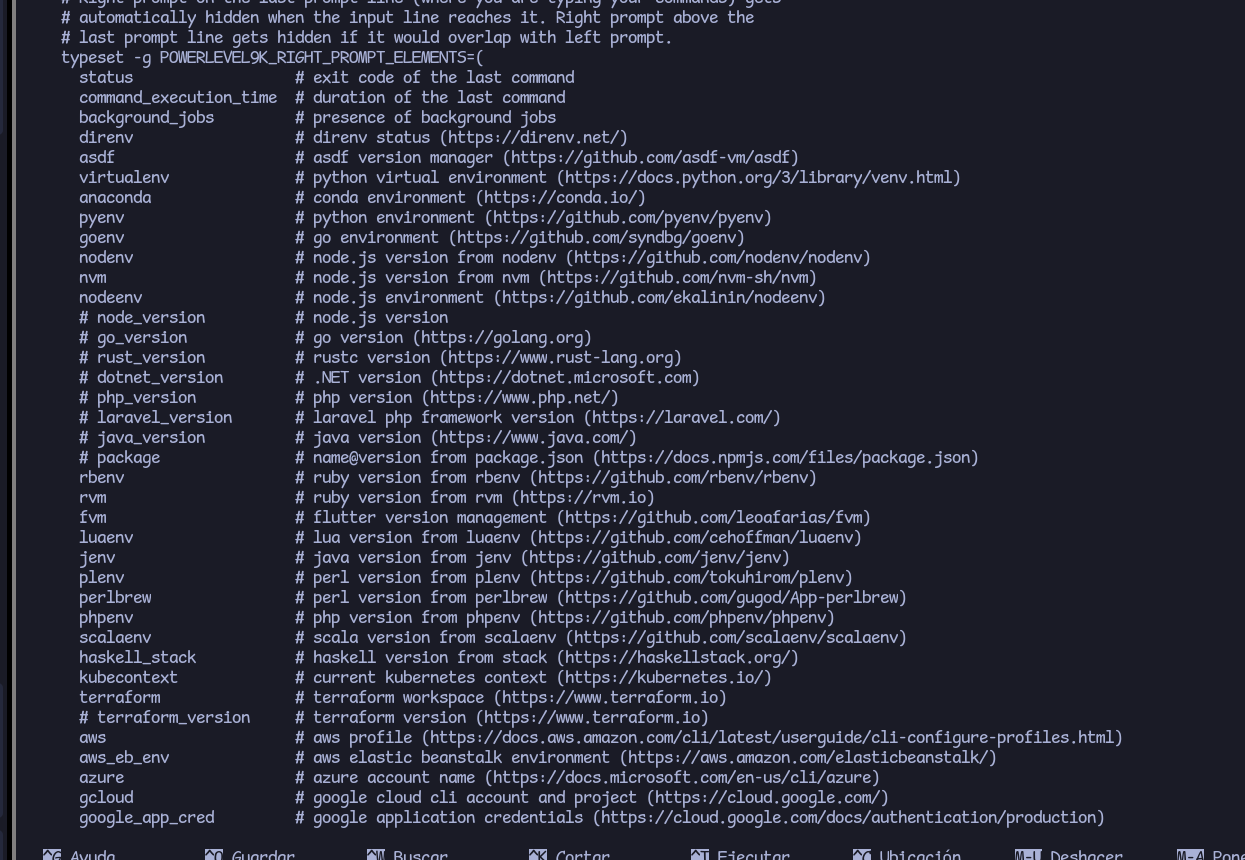 # Right prompt on the last prompt line (where you are typing your commands) gets
# automatically hidden when the input line reaches it. Right prompt above the
# last prompt line gets hidden if it would overlap with left prompt.
typeset -g POWERLEVEL9K_RIGHT_PROMPT_ELEMENTS=(
status # exit code of the last command
command_execution_time # duration of the last command
background_jobs # presence of background jobs
direnv # direnv status (https://direnv.net/)
asdf # asdf version manager (https://github.com/asdf-vm/asdf)
virtualenv # python virtual environment (https://docs.python.org/3/library/venv.html)
anaconda # conda environment (https://conda.io/)
pyenv # python environment (https://github.com/pyenv/pyenv)
goenv # go environment (https://github.com/syndbg/goenv)
nodenv # node.js version from nodenv (https://github.com/nodenv/nodenv)
nvm # node.js version from nvm (https://github.com/nvm-sh/nvm)
nodeenv # node.js environment (https://github.com/ekalinin/nodeenv)
# node_version # node.js version
# go_version # go version (https://golang.org)
# rust_version # rustc version (https://www.rust-lang.org)
# dotnet_version # .NET version (https://dotnet.microsoft.com)
# php_version # php version (https://www.php.net/)
# laravel_version # laravel php framework version (https://laravel.com/)
# java_version # java version (https://www.java.com/)
# package # name@version from package.json (https://docs.npmjs.com/files/package.json)
rbenv # ruby version from rbenv (https://github.com/rbenv/rbenv)
rvm # ruby version from rvm (https://rvm.io)
fvm # flutter version management (https://github.com/leoafarias/fvm)
luaenv # lua version from luaenv (https://github.com/cehoffman/luaenv)
jenv # java version from jenv (https://github.com/jenv/jenv)
plenv # perl version from plenv (https://github.com/tokuhirom/plenv)
perlbrew # perl version from perlbrew (https://github.com/gugod/App-perlbrew)
phpenv # php version from phpenv (https://github.com/phpenv/phpenv)
scalaenv # scala version from scalaenv (https://github.com/scalaenv/scalaenv)
haskell_stack # haskell version from stack (https://haskellstack.org/)
kubecontext # current kubernetes context (https://kubernetes.io/)
terraform # terraform workspace (https://www.terraform.io)
# terraform_version # terraform version (https://www.terraform.io)
aws # aws profile (https://docs.aws.amazon.com/cli/latest/userguide/cli-configure-profiles.html)
aws_eb_env # aws elastic beanstalk environment (https://aws.amazon.com/elasticbeanstalk/)
azure # azure account name (https://docs.microsoft.com/en-us/cli/azure)
gcloud # google cloud cli account and project (https://cloud.google.com/)
google_app_cred # google application credentials (https://cloud.google.com/docs/authentication/production)
^G Ayuda ^O Guardar ^W Buscar ^K Cortar ^T Ejecutar ^C Ubicación M-U Deshacer M-A Pone